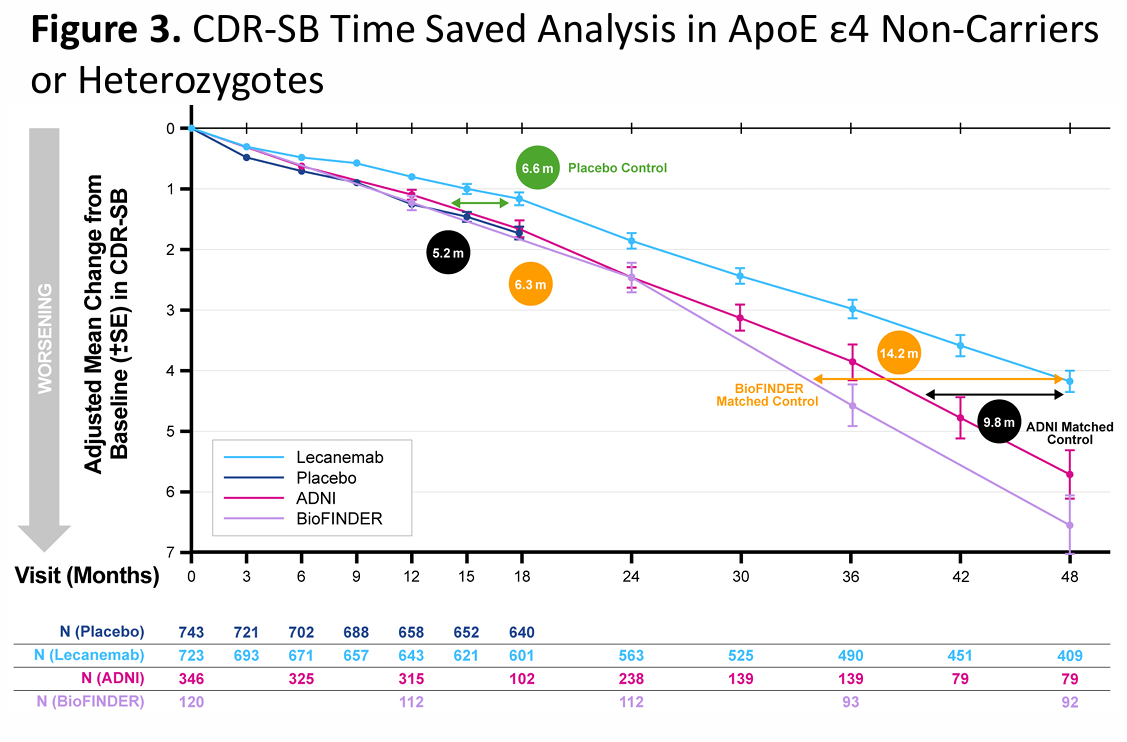 Figure 3. CDR-SB Time Saved Analysis in ApoE ε4 Non-Carriers
or Heterozygotes
WORSENING
Adjusted Mean Change from
Baseline (±SE) in CDR-SB
0
1
2
3
4
5
6
7
6.6 m
Placebo Control
5.2 m
6.3 m
14.2 m
BioFINDER
Matched Control
9.8 m
ADNI Matched
Control
Lecanemab
Placebo
ADNI
BioFINDER
Visit (Months) 0 3 6 9 12 15 18 24 30 36 42 48
N (Placebo) 743 721 702 688 658 652 640
N (Lecanemab) 723 693 671 657 643 621 601 563 525 490 451 409
N (ADNI) 346 325 315 102 238 139 139 79 79
N (BioFINDER) 120 112 112 93 92